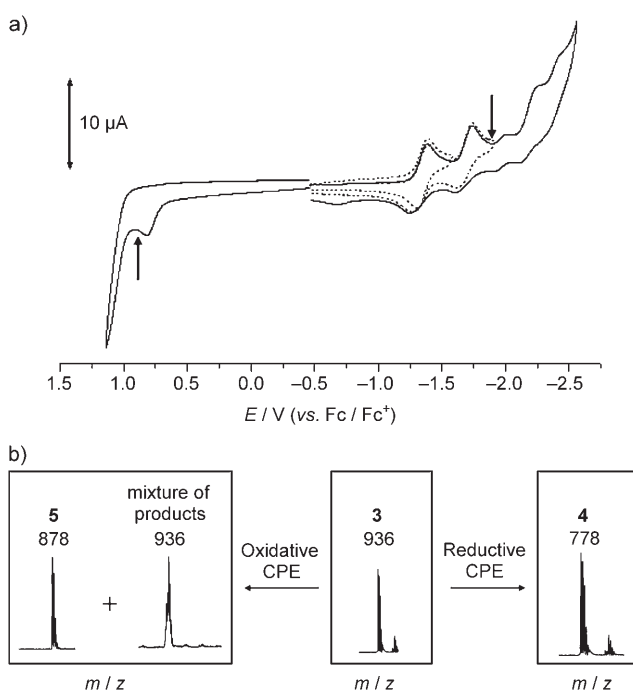 a)
10 µA
1.5 1.0 0.5 0.0 –0.5 –1.0 –1.5 –2.0 –2.5
E / V (vs. Fc / Fc⁺)
b)
5
878
+
mixture of
products
936
Oxidative
CPE
3
936
Reductive
CPE
4
778
m / z
m / z
m / z